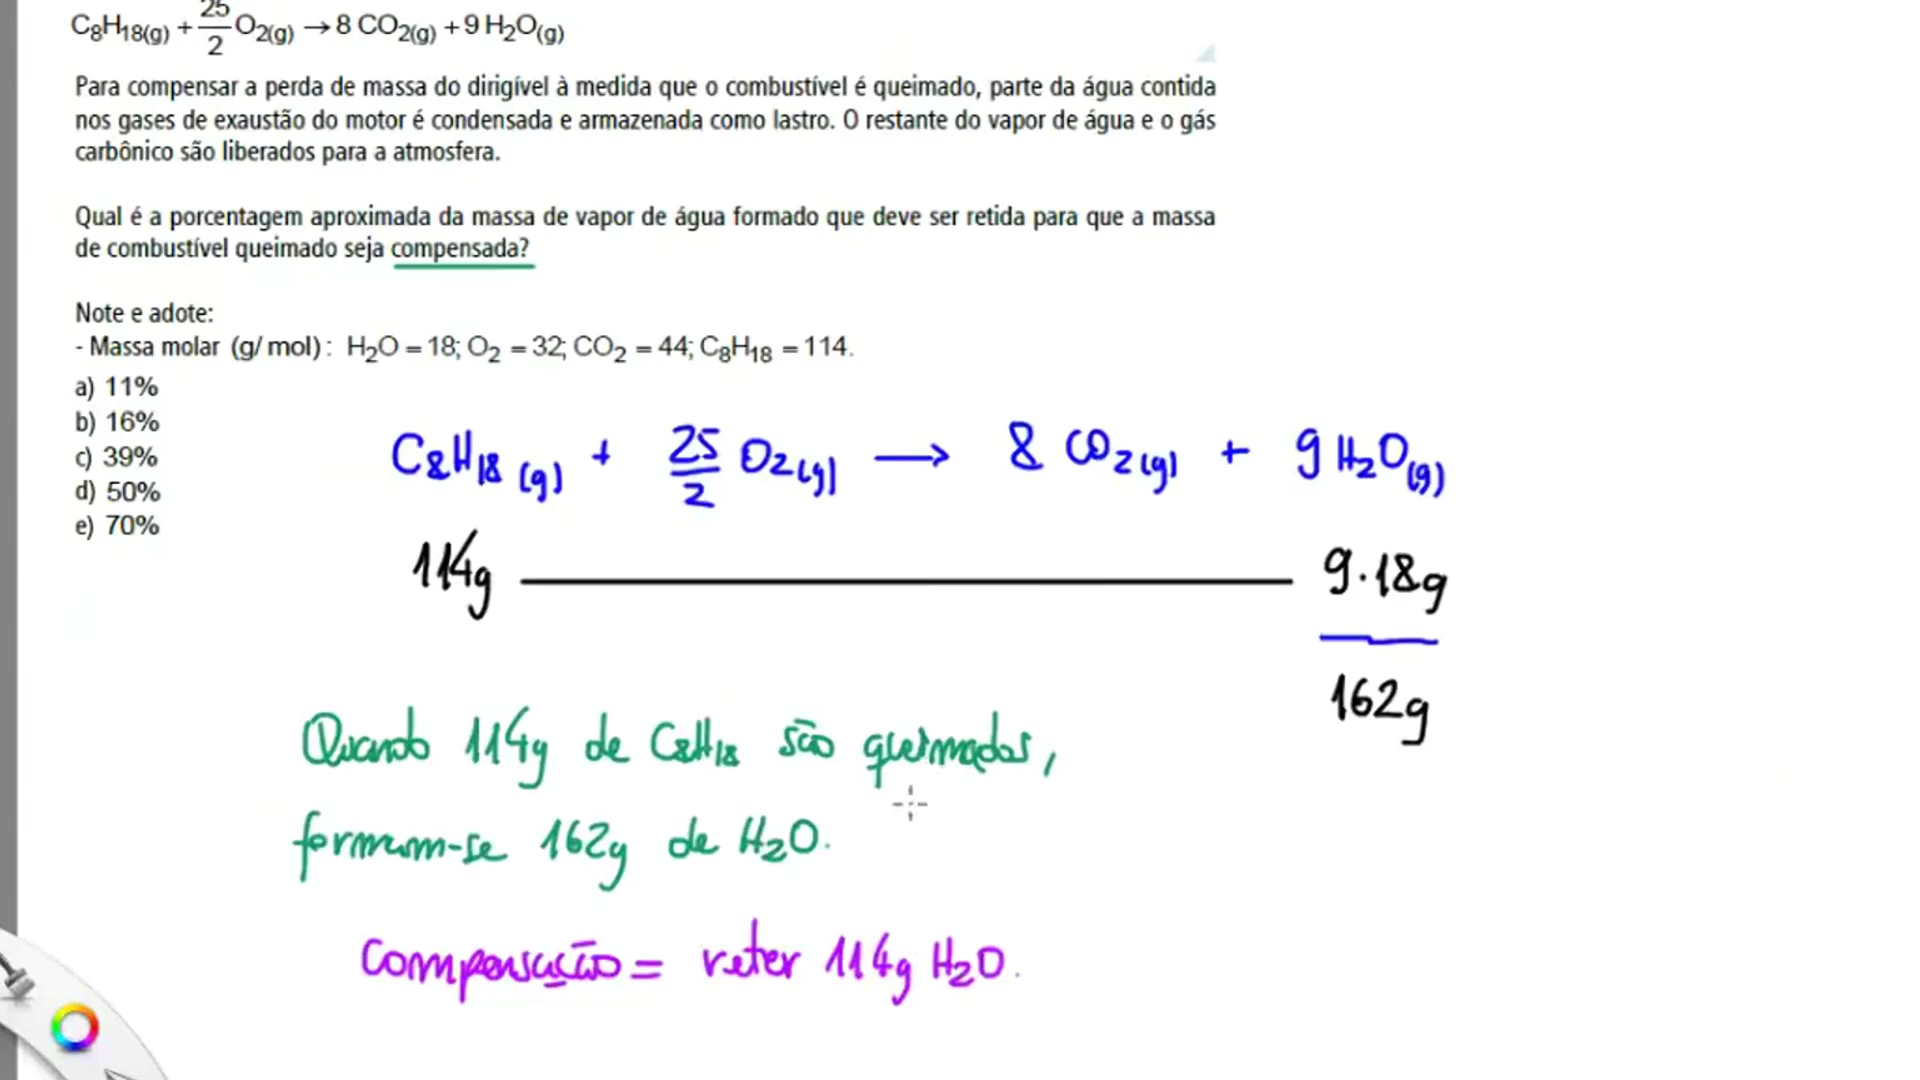 C8H18(g) + 25/2 O2(g) → 8 CO2(g) + 9 H2O(g)
Para compensar a perda de massa do dirigível à medida que o combustível é queimado, parte da água contida
nos gases de exaustão do motor é condensada e armazenada como lastro. O restante do vapor de água e o gás
carbônico são liberados para a atmosfera.
Qual é a porcentagem aproximada da massa de vapor de água formado que deve ser retida para que a massa
de combustível queimado seja compensada?
Note e adote:
- Massa molar (g/mol): H2O = 18; O2 = 32; CO2 = 44; C8H18 = 114.
a) 11%
b) 16%
c) 39%
d) 50%
e) 70%
C8H18 (g) + 25/2 O2(g) → 8 CO2(g) + 9 H2O(g)
114g 9.18g
162g
Quando 114g de C8H18 são queimados,
formam-se 162g de H2O.
Compensação = reter 114g H2O.